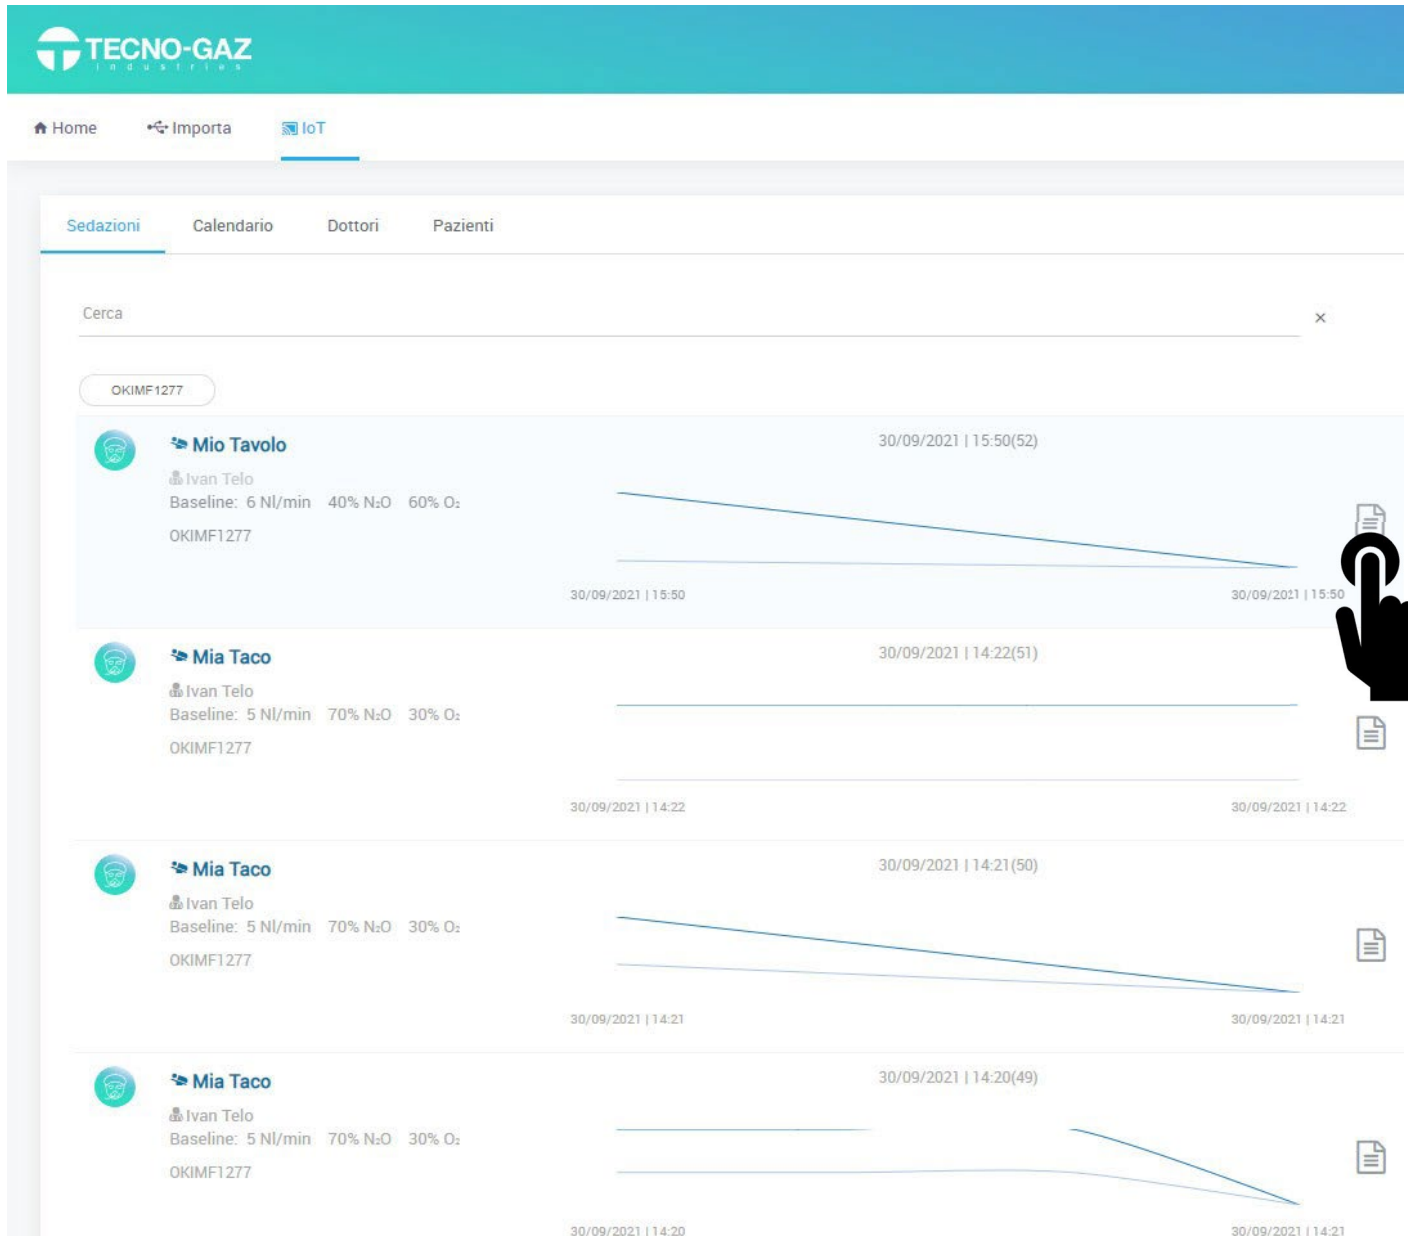 TECNO-GAZ
industries
Home Importa IoT
Sedazioni Calendario Dottori Pazienti
Cerca ×
OKIMF1277
Mio Tavolo 30/09/2021 | 15:50(52)
Ivan Telo
Baseline: 6 Nl/min 40% N₂O 60% O₂
OKIMF1277
30/09/2021 | 15:50 30/09/2021 | 15:50
Mia Taco 30/09/2021 | 14:22(51)
Ivan Telo
Baseline: 5 Nl/min 70% N₂O 30% O₂
OKIMF1277
30/09/2021 | 14:22 30/09/2021 | 14:22
Mia Taco 30/09/2021 | 14:21(50)
Ivan Telo
Baseline: 5 Nl/min 70% N₂O 30% O₂
OKIMF1277
30/09/2021 | 14:21 30/09/2021 | 14:21
Mia Taco 30/09/2021 | 14:20(49)
Ivan Telo
Baseline: 5 Nl/min 70% N₂O 30% O₂
OKIMF1277
30/09/2021 | 14:20 30/09/2021 | 14:21